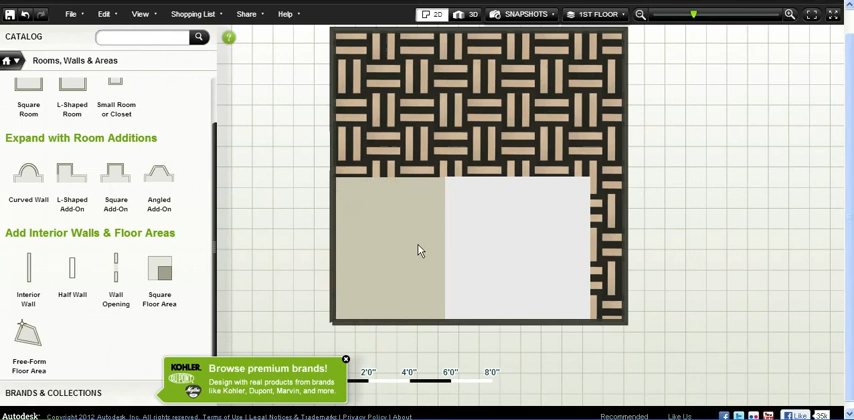 File Edit View Shopping List Share Help 2D 3D SNAPSHOTS 1ST FLOOR
CATALOG
Rooms, Walls & Areas
Square Room
L-Shaped Room
Small Room or Closet
Expand with Room Additions
Curved Wall
L-Shaped Add-On
Square Add-On
Angled Add-On
Add Interior Walls & Floor Areas
Interior Wall
Half Wall
Wall Opening
Square Floor Area
Free-Form Floor Area
KOHLER
DUPONT
Browse premium brands!
Design with real products from brands
like Kohler, Dupont, Marvin, and more.
2'0" 4'0" 6'0" 8'0"
BRANDS & COLLECTIONS
Autodesk Copyright 2012 Autodesk, Inc. All rights reserved. Terms of Use | Legal Notices & Trademarks | Privacy Policy | About Recommended Like Us Like 35k